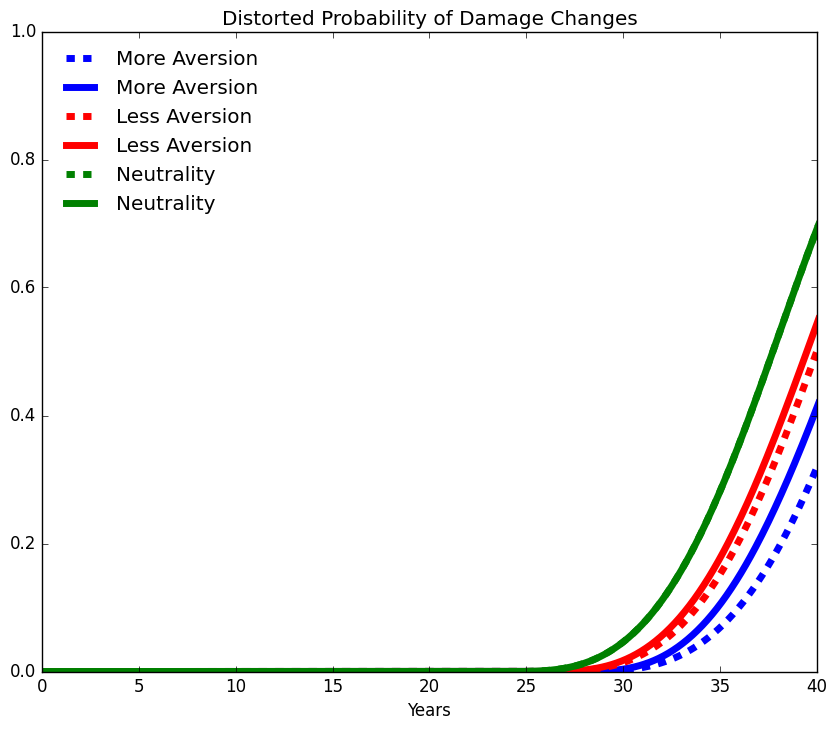 Distorted Probability of Damage Changes
1.0
0.8
0.6
0.4
0.2
0.0
More Aversion
More Aversion
Less Aversion
Less Aversion
Neutrality
Neutrality
0 5 10 15 20 25 30 35 40
Years